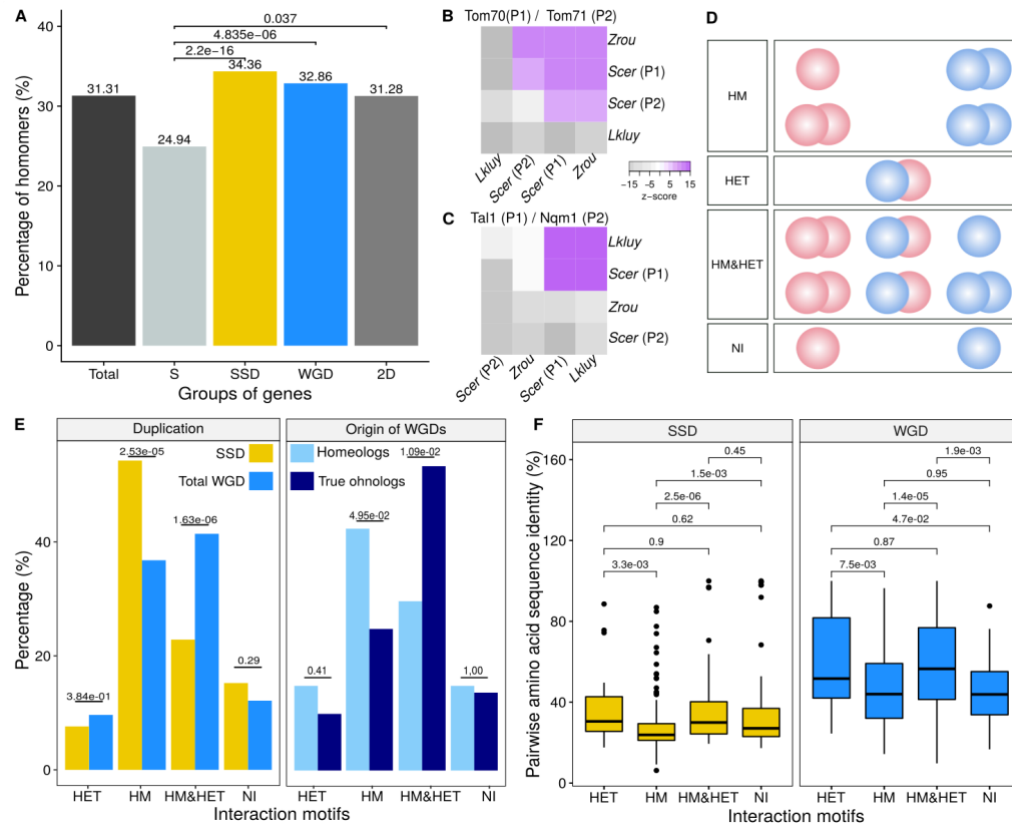 A
Percentage of homomers (%)
40
30
20
10
0
0.037
4.835e-06
2.2e-16
31.31
24.94
34.36
32.86
31.28
Total S SSD WGD 2D
Groups of genes
B
Tom70(P1) / Tom71 (P2)
Zrou
Scer (P1)
Scer (P2)
Lkluy
Lkluy Scer (P2) Scer (P1) Zrou
−15 −5 5 15
z−score
C
Tal1 (P1) / Nqm1 (P2)
Lkluy
Scer (P1)
Zrou
Scer (P2)
Scer (P2) Zrou Scer (P1) Lkluy
D
HM
HET
HM&HET
NI
E
Percentage (%)
40
20
0
Duplication
SSD
Total WGD
3.84e-01
2.53e-05
1.63e-06
0.29
HET HM HM&HET NI
Origin of WGDs
Homeologs
True ohnologs
0.41
4.95e-02
1.09e-02
1,00
HET HM HM&HET NI
Interaction motifs
F
Pairwise amino acid sequence identity (%)
160
120
80
40
0
SSD
0.45
1.5e-03
2.5e-06
0.62
0.9
3.3e-03
HET HM HM&HET NI
WGD
1.9e-03
0.95
1.4e-05
4.7e-02
0.87
7.5e-03
HET HM HM&HET NI
Interaction motifs